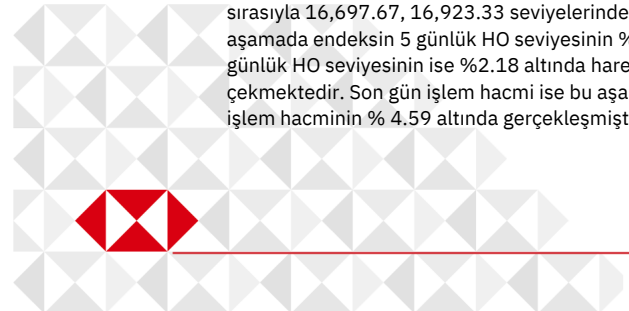 sırasıyla 16,697.67, 16,923.33 seviyelerinde
aşamada endeksin 5 günlük HO seviyesinin %
günlük HO seviyesinin ise %2.18 altında hare
çekmektedir. Son gün işlem hacmi ise bu aşa
işlem hacminin % 4.59 altında gerçekleşmişt